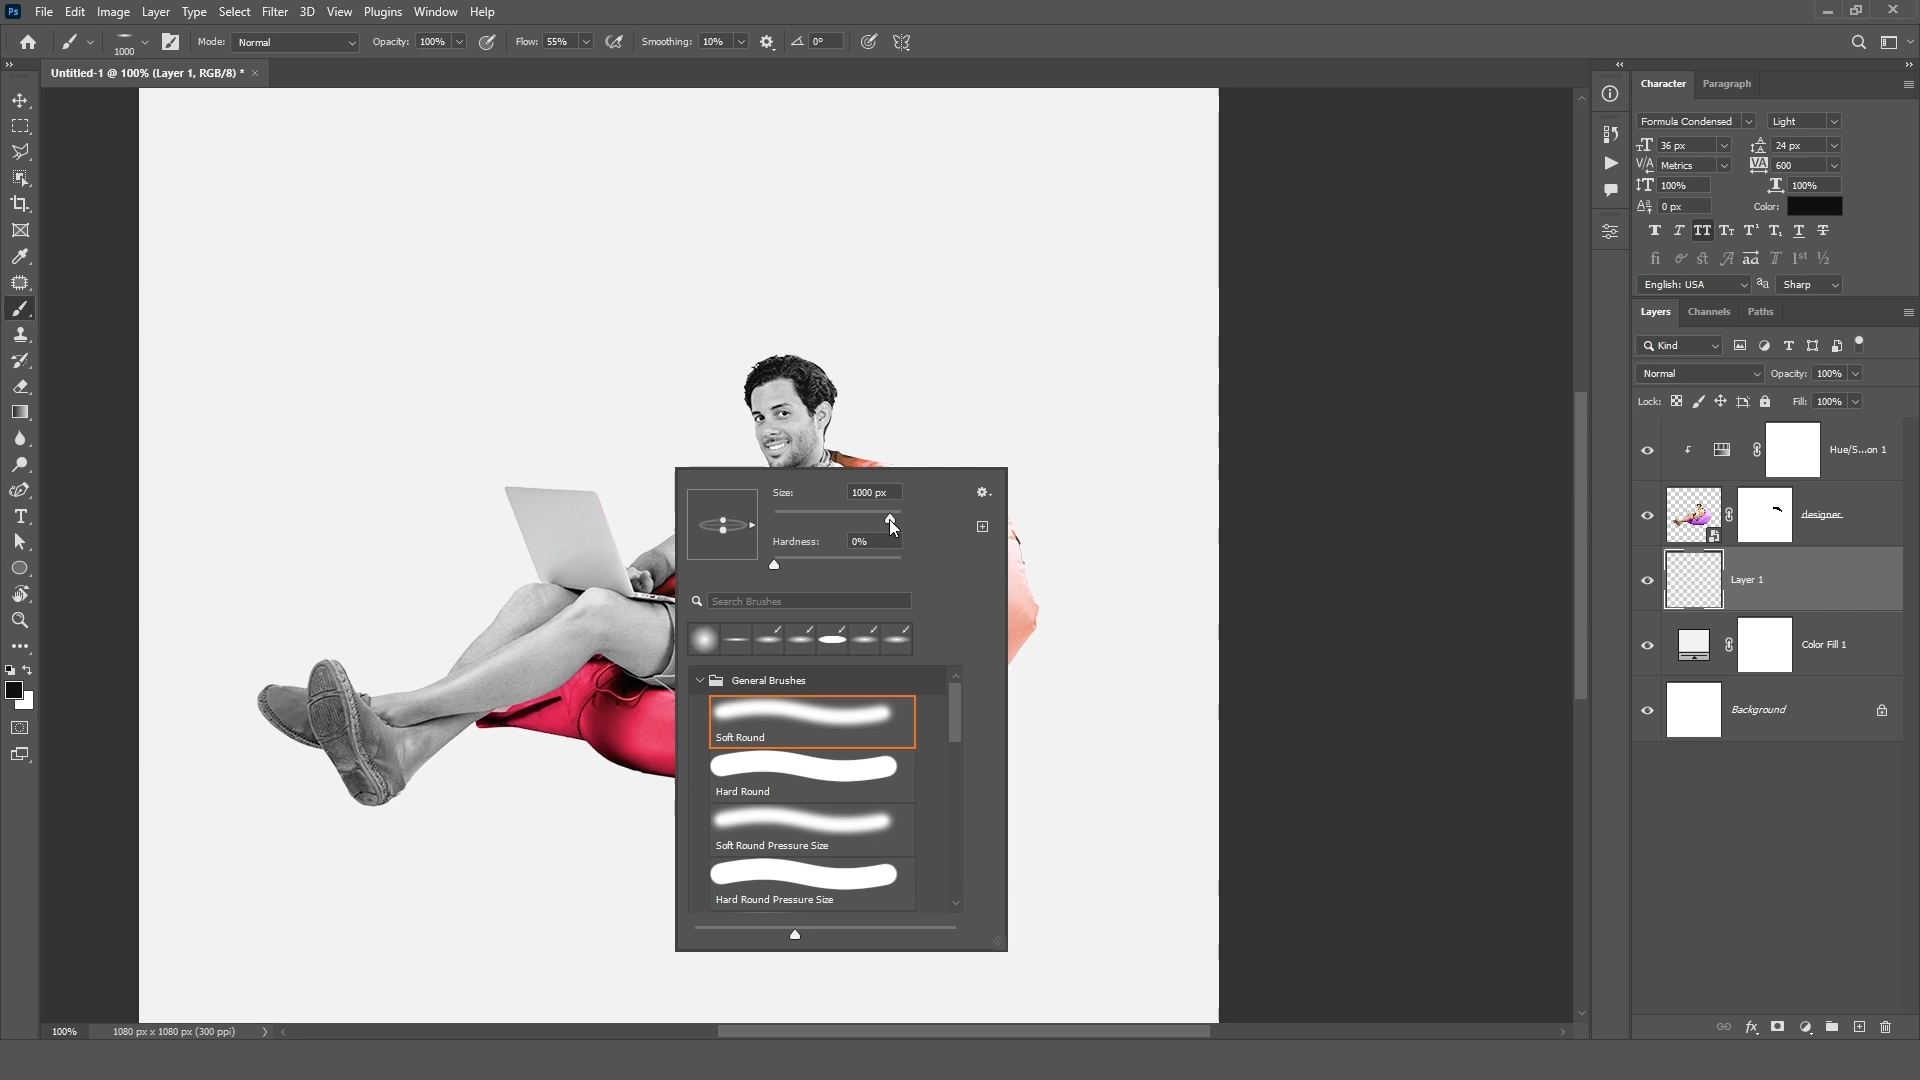 Ps File Edit Image Layer Type Select Filter 3D View Plugins Window Help
1000 Mode: Normal Opacity: 100% Flow: 55% Smoothing: 10% 0°
Untitled-1 @ 100% (Layer 1, RGB/8) *
Character Paragraph
Formula Condensed Light
36 px 24 px
Metrics 600
100% 100%
0 px Color:
English: USA aa Sharp
Layers Channels Paths
Kind
Normal Opacity: 100%
Lock: Fill: 100%
Hue/S...on 1
designer
Layer 1
Color Fill 1
Background
Size: 1000 px
Hardness: 0%
Search Brushes
General Brushes
Soft Round
Hard Round
Soft Round Pressure Size
Hard Round Pressure Size
100% 1080 px x 1080 px (300 ppi)
fx